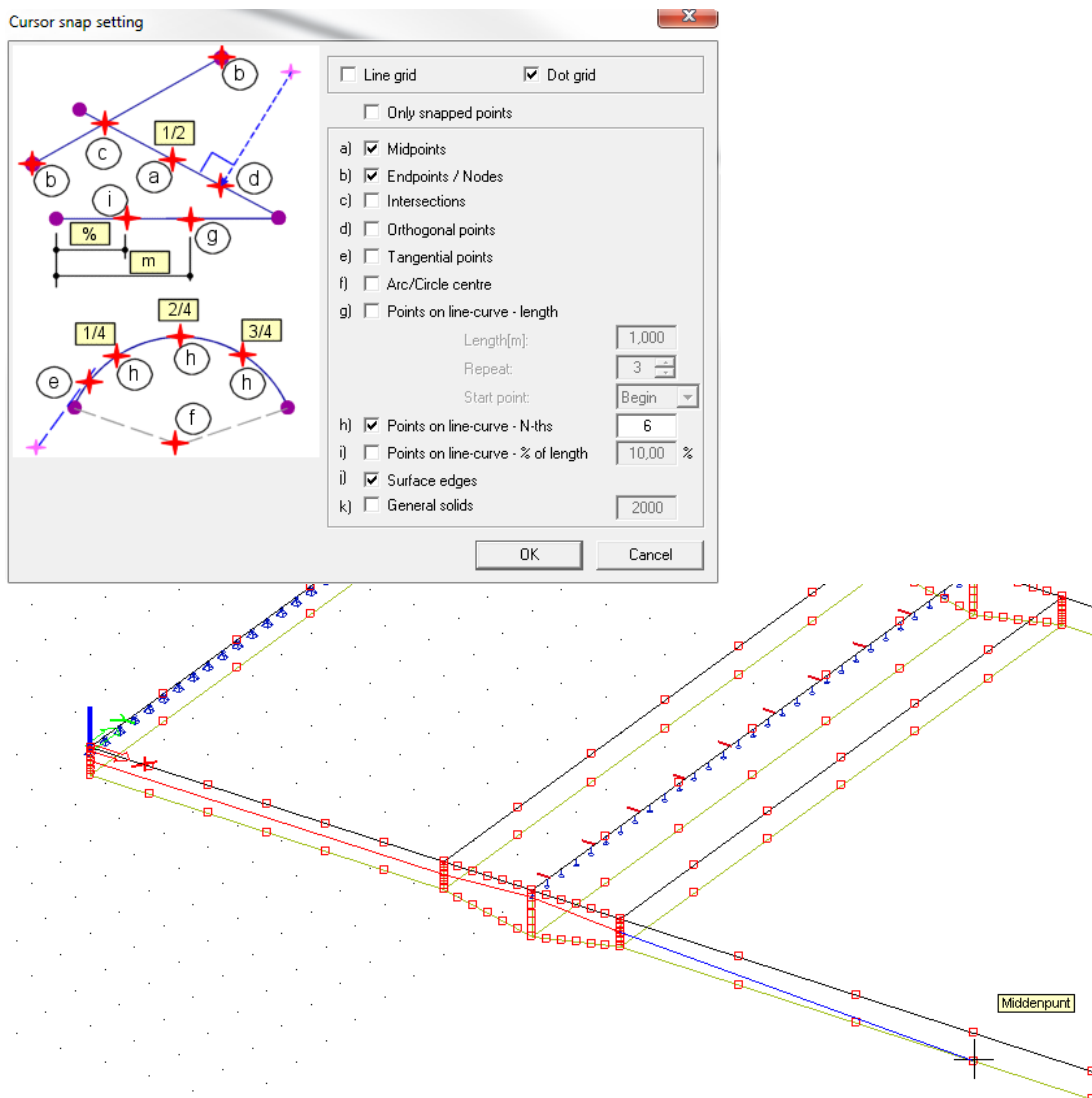 Cursor snap setting
b
Line grid
Dot grid
Only snapped points
c
1/2
a
b
d
i
g
%
m
2/4
1/4
3/4
h
h
h
e
f
a) Midpoints
b) Endpoints / Nodes
c) Intersections
d) Orthogonal points
e) Tangential points
f) Arc/Circle centre
g) Points on line-curve - length
Length[m]: 1,000
Repeat: 3
Start point: Begin
h) Points on line-curve - N-ths 6
i) Points on line-curve - % of length 10,00 %
j) Surface edges
k) General solids 2000
OK Cancel
Middenpunt